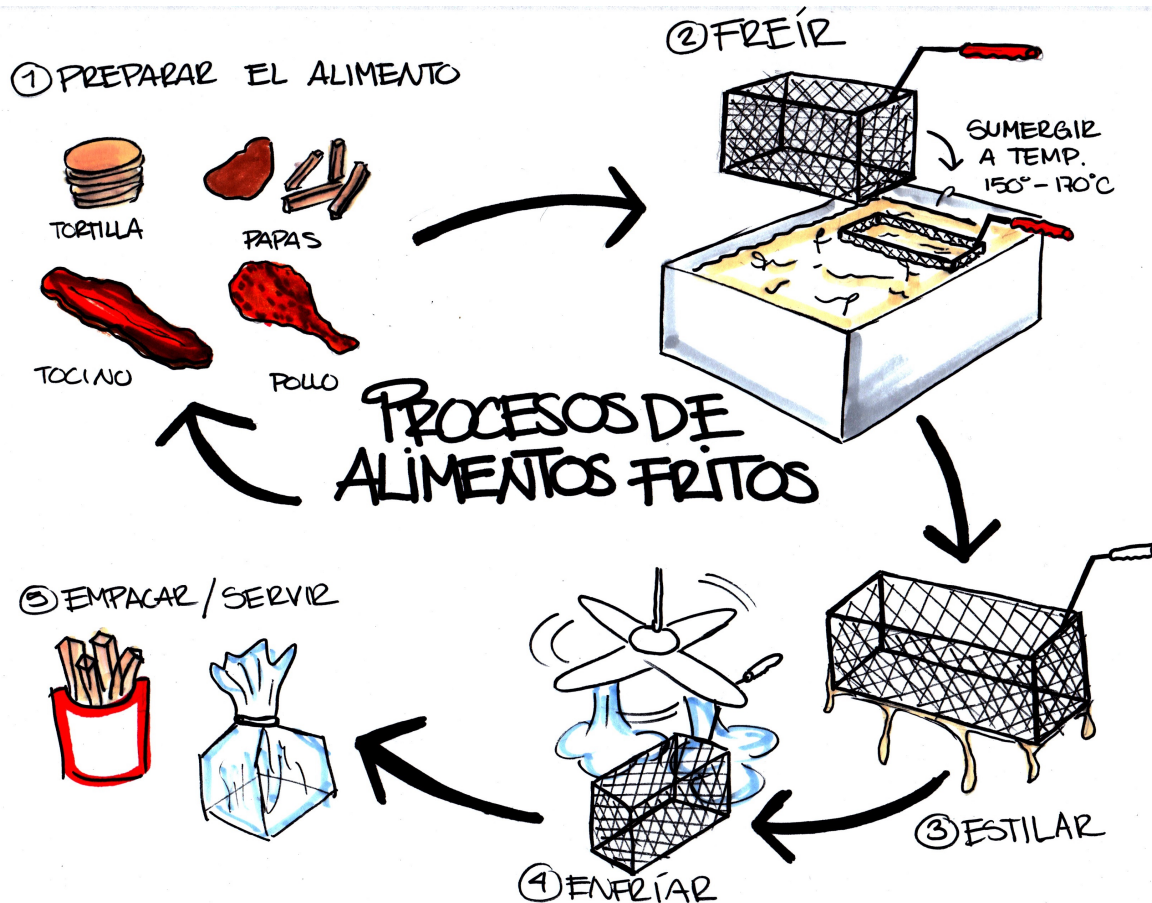 ① PREPARAR EL ALIMENTO
TORTILLA
PAPAS
TOCINO
POLLO
② FREÍR
SUMERGIR
A TEMP.
150° - 170°C
PROCESOS DE
ALIMENTOS FRITOS
③ ESTILAR
④ ENFRÍAR
⑤ EMPACAR / SERVIR